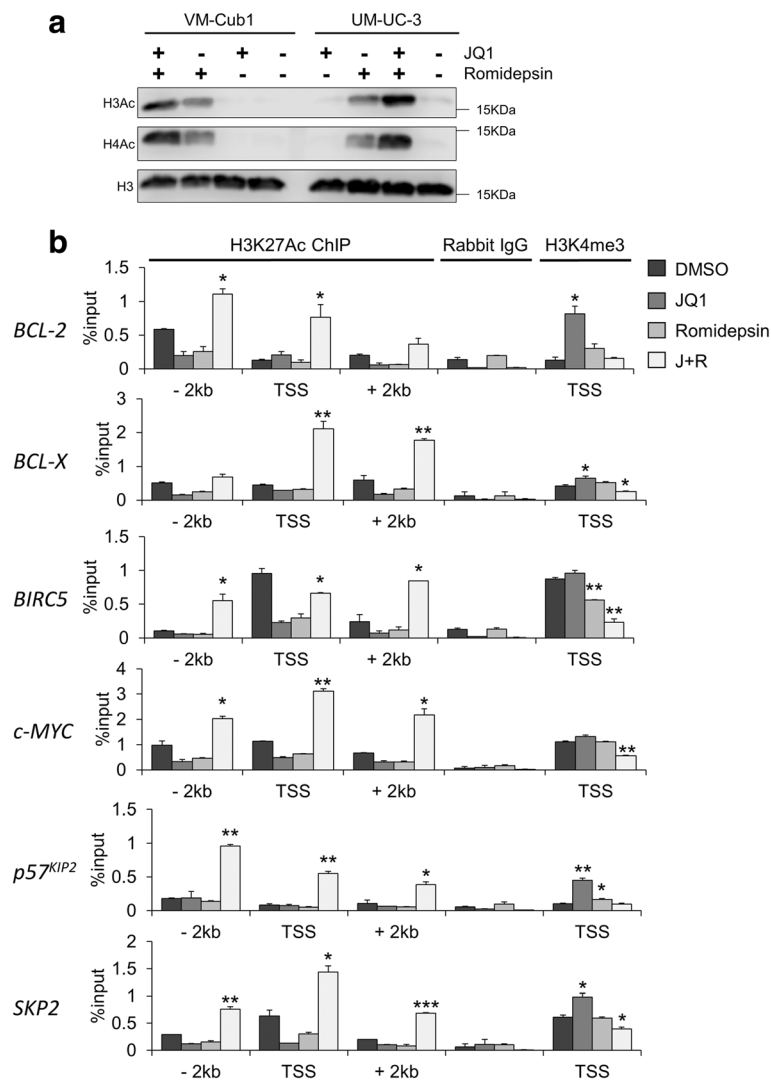 a
VM-Cub1 UM-UC-3
+ - + - + - + - JQ1
+ + - - - + + - Romidepsin
H3Ac 15KDa
H4Ac 15KDa
H3 15KDa
b
H3K27Ac ChIP Rabbit IgG H3K4me3
DMSO
JQ1
Romidepsin
J+R
BCL-2
%input
1.5
1
0.5
0
* * *
- 2kb TSS + 2kb TSS
BCL-X
%input
3
2
1
0
** ** * *
- 2kb TSS + 2kb TSS
BIRC5
%input
1.5
1
0.5
0
* * * ** **
- 2kb TSS + 2kb TSS
c-MYC
%input
4
3
2
1
0
* ** * **
- 2kb TSS + 2kb TSS
p57KIP2
%input
1.5
1
0.5
0
** ** * ** *
- 2kb TSS + 2kb TSS
SKP2
%input
2
1.5
1
0.5
0
** * *** * *
- 2kb TSS + 2kb TSS